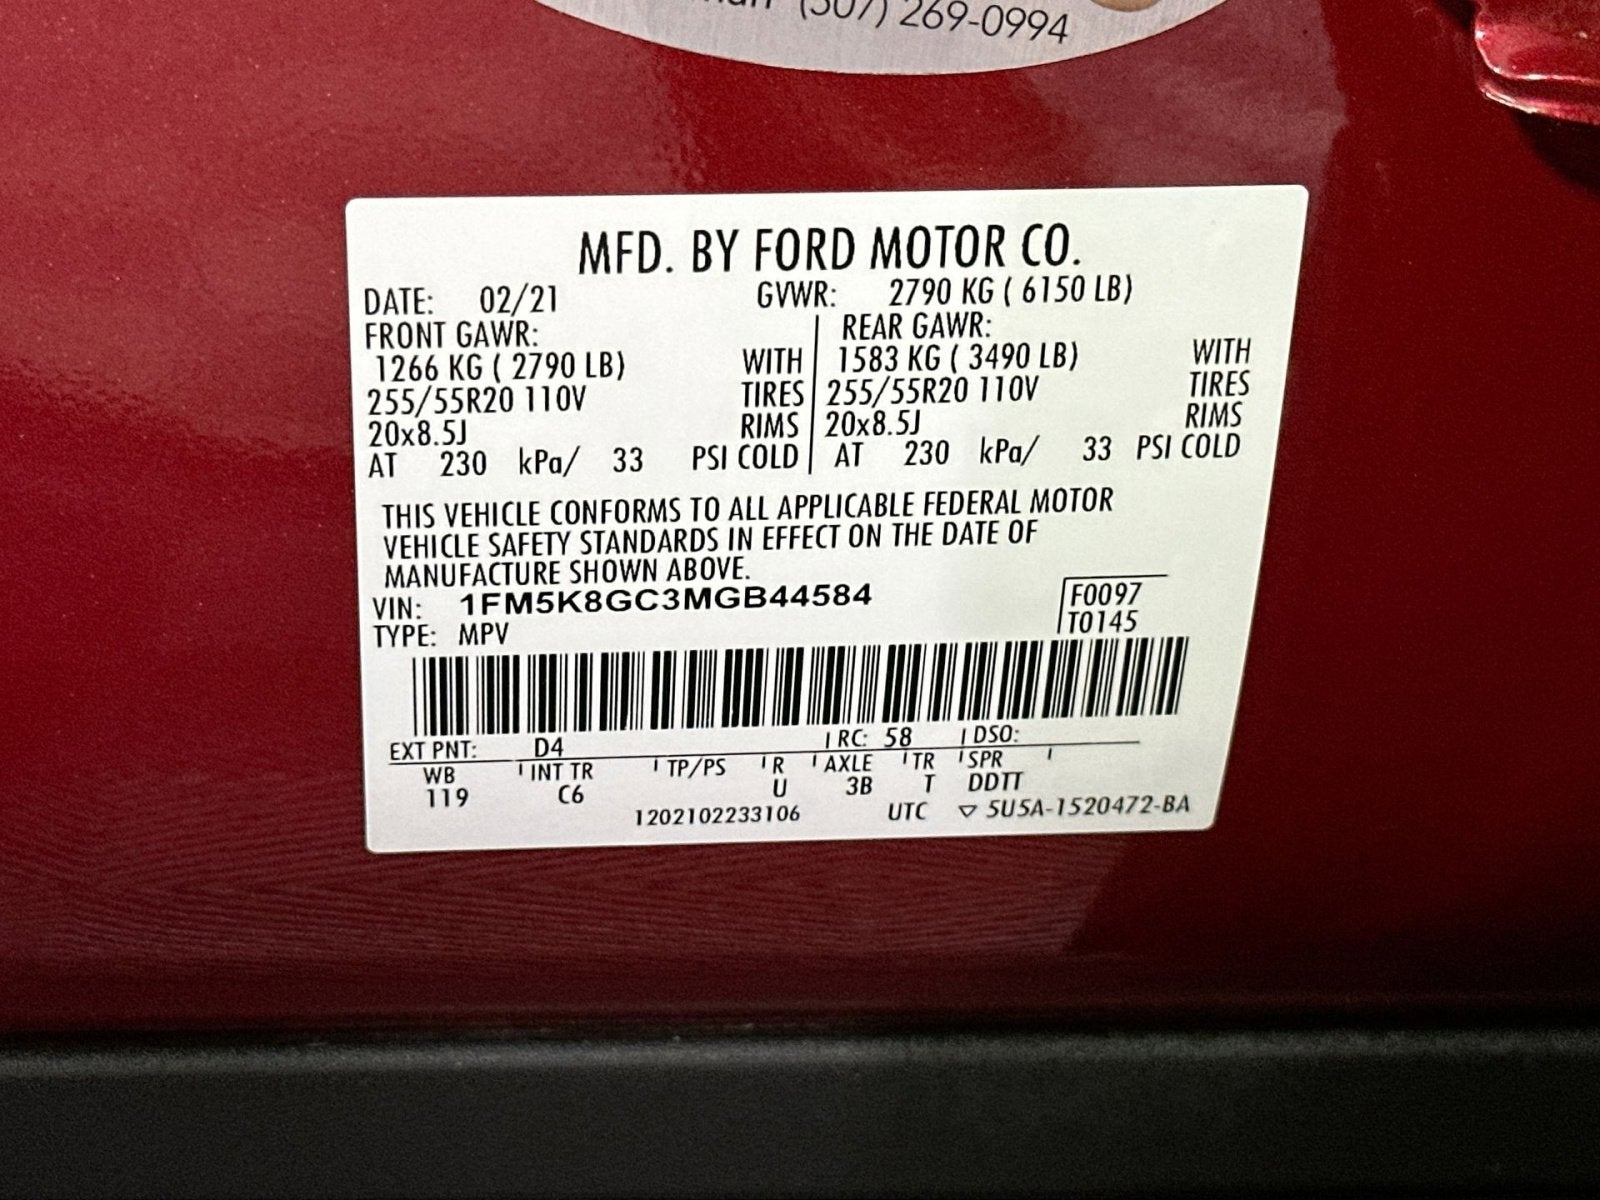 (507) 269-0994
MFD. BY FORD MOTOR CO.
DATE: 02/21 GVWR: 2790 KG ( 6150 LB)
FRONT GAWR: REAR GAWR:
1266 KG ( 2790 LB) WITH 1583 KG ( 3490 LB) WITH
255/55R20 110V TIRES 255/55R20 110V TIRES
20x8.5J RIMS 20x8.5J RIMS
AT 230 kPa/ 33 PSI COLD AT 230 kPa/ 33 PSI COLD
THIS VEHICLE CONFORMS TO ALL APPLICABLE FEDERAL MOTOR
VEHICLE SAFETY STANDARDS IN EFFECT ON THE DATE OF
MANUFACTURE SHOWN ABOVE.
VIN: 1FM5K8GC3MGB44584 F0097
TYPE: MPV T0145
EXT PNT: D4 RC: 58 DSO:
WB INT TR TP/PS R AXLE TR SPR
119 C6 U 3B T DDTT
1202102233106 UTC ▽ 5U5A-1520472-BA